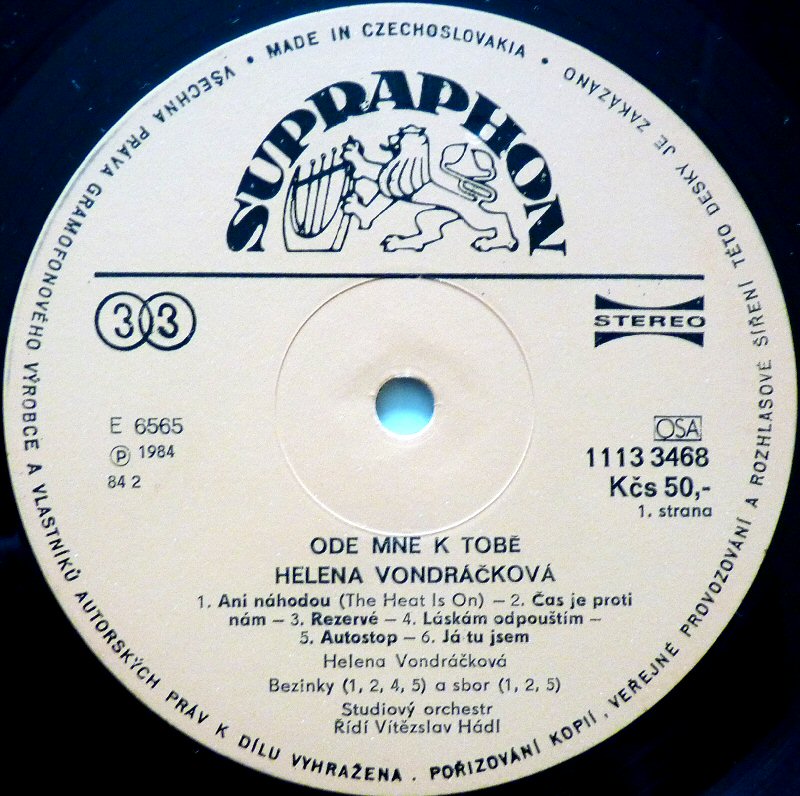 VŠECHNA PRÁVA GRAMOFONOVÉHO VÝROBCE A VLASTNÍKŮ AUTORSKÝCH PRÁV K DÍLU VYHRAŽENA . POŘIZOVÁNÍ KOPIÍ, VEŘEJNÉ PROVOZOVÁNÍ A ROZHLASOVÉ ŠÍŘENÍ TÉTO DESKY JE ZAKÁZÁNO • MADE IN CZECHOSLOVAKIA •
SUPRAPHON
33
STEREO
E 6565
Ⓟ 1984
84 2
OSA
1113 3468
Kčs 50,-
1. strana
ODE MNE K TOBĚ
HELENA VONDRÁČKOVÁ
1. Ani náhodou (The Heat Is On) – 2. Čas je proti
nám – 3. Rezervé – 4. Láskám odpouštím –
5. Autostop – 6. Já tu jsem
Helena Vondráčková
Bezinky (1, 2, 4, 5) a sbor (1, 2, 5)
Studiový orchestr
Řídí Vítězslav Hádl